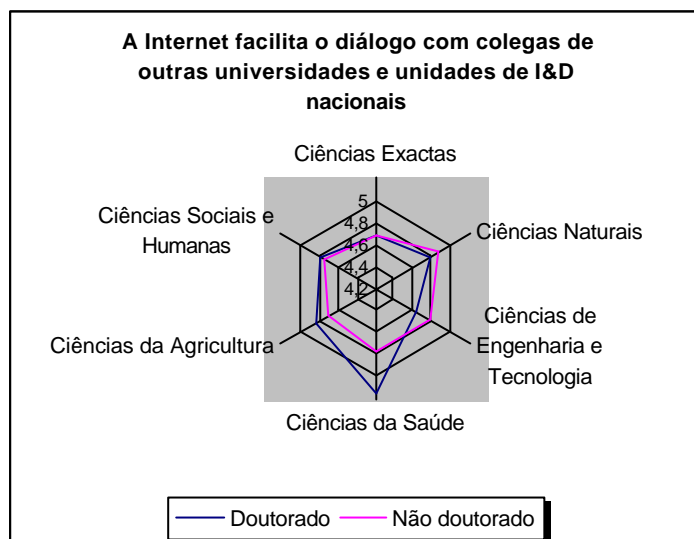 A Internet facilita o diálogo com colegas de
outras universidades e unidades de I&D
nacionais
Ciências Exactas
5
4,8
4,6
4,4
4,2
Ciências Sociais e
Humanas
Ciências Naturais
Ciências da Agricultura
Ciências de
Engenharia e
Tecnologia
Ciências da Saúde
Doutorado
Não doutorado